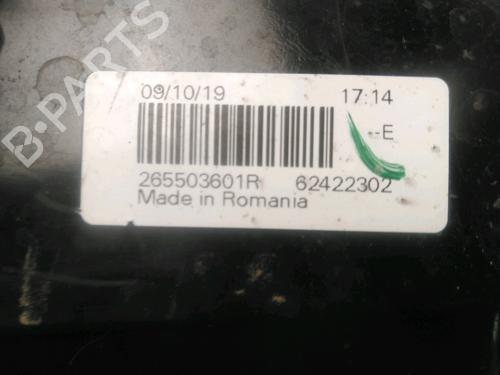 B-PARTS
09/10/19 17:14
--E
265503601R 62422302
Made in Romania